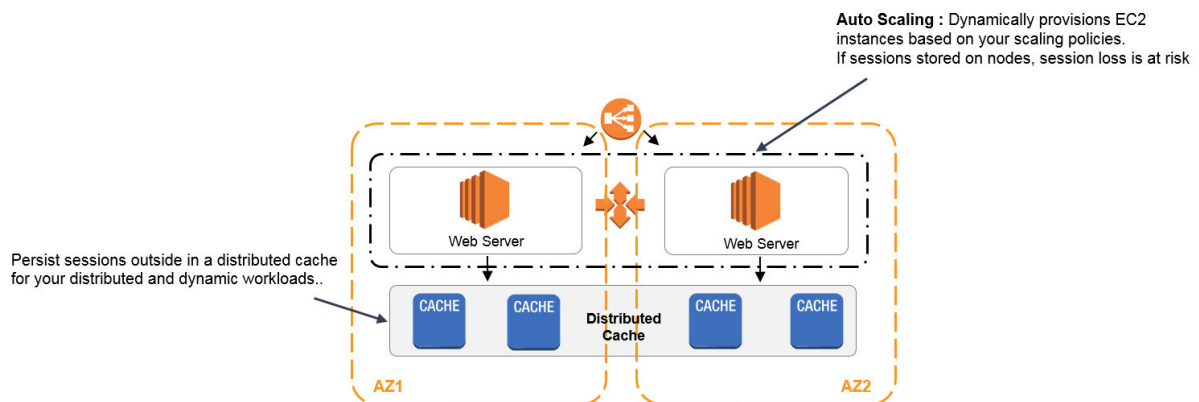 Auto Scaling : Dynamically provisions EC2
instances based on your scaling policies.
If sessions stored on nodes, session loss is at risk
Web Server
Web Server
Persist sessions outside in a distributed cache
for your distributed and dynamic workloads..
CACHE
CACHE
Distributed
Cache
CACHE
CACHE
AZ1
AZ2